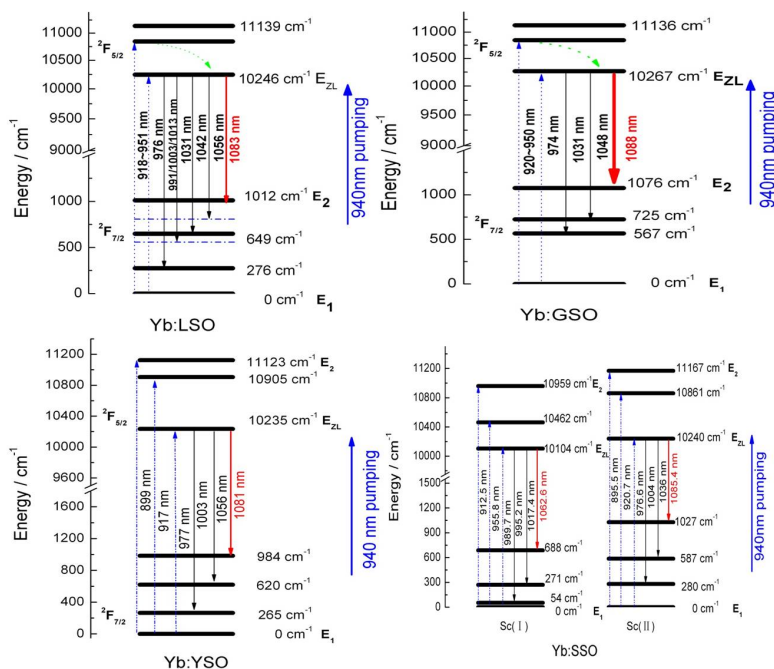 11000
10500
10000
9500
9000
1000
500
0
Energy / cm⁻¹
²F5/2
²F7/2
11139 cm⁻¹
10246 cm⁻¹ EZL
1012 cm⁻¹ E2
649 cm⁻¹
276 cm⁻¹
0 cm⁻¹ E1
918~951 nm
976 nm
991/1003/1013 nm
1031 nm
1042 nm
1056 nm
1083 nm
940nm pumping
Yb:LSO
11000
10500
10000
9500
9000
1000
500
0
Energy / cm⁻¹
²F5/2
²F7/2
11136 cm⁻¹
10267 cm⁻¹ EZL
1076 cm⁻¹ E2
725 cm⁻¹
567 cm⁻¹
0 cm⁻¹ E1
920~950 nm
974 nm
1031 nm
1048 nm
1088 nm
940nm pumping
Yb:GSO
11200
10800
10400
10000
9600
1200
1000
800
600
400
200
0
Energy / cm⁻¹
²F5/2
²F7/2
11123 cm⁻¹ E2
10905 cm⁻¹
10235 cm⁻¹ EZL
984 cm⁻¹
620 cm⁻¹
265 cm⁻¹
0 cm⁻¹ E1
899 nm
917 nm
977 nm
1003 nm
1056 nm
1081 nm
940 nm pumping
Yb:YSO
11200
10800
10400
10000
1500
1200
900
600
300
0
Energy / cm⁻¹
10959 cm⁻¹ E2
10462 cm⁻¹
10104 cm⁻¹ EZL
688 cm⁻¹
271 cm⁻¹
54 cm⁻¹
0 cm⁻¹ E1
912.5 nm
955.8 nm
989.7 nm
995.2 nm
1017.4 nm
1062.6 nm
Sc(Ⅰ)
11167 cm⁻¹ E2
10861 cm⁻¹
10240 cm⁻¹ EZL
1027 cm⁻¹
587 cm⁻¹
280 cm⁻¹
0 cm⁻¹ E1
895.5 nm
920.7 nm
976.6 nm
1004 nm
1036 nm
1085.4 nm
Sc(Ⅱ)
940nm pumping
Yb:SSO